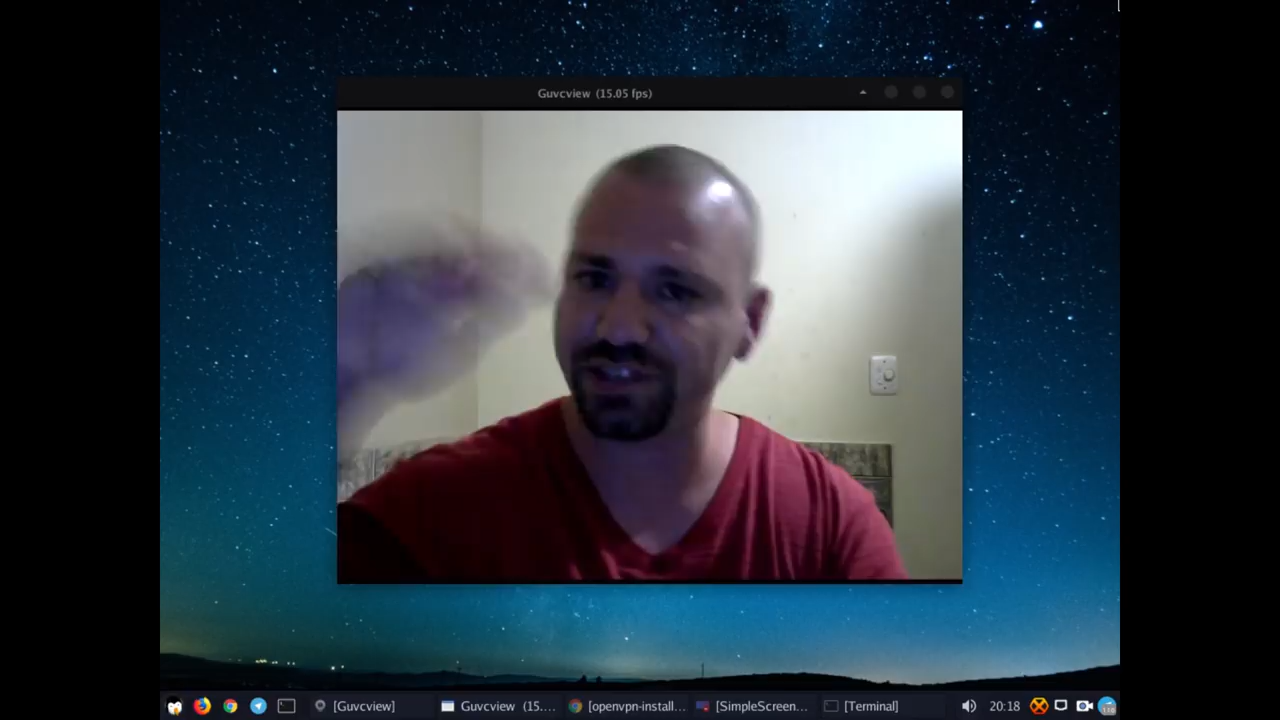 Guvcview (15.05 fps)
[Guvcview]
Guvcview (15....
[openvpn-install...
[SimpleScreen...
[Terminal]
20:18